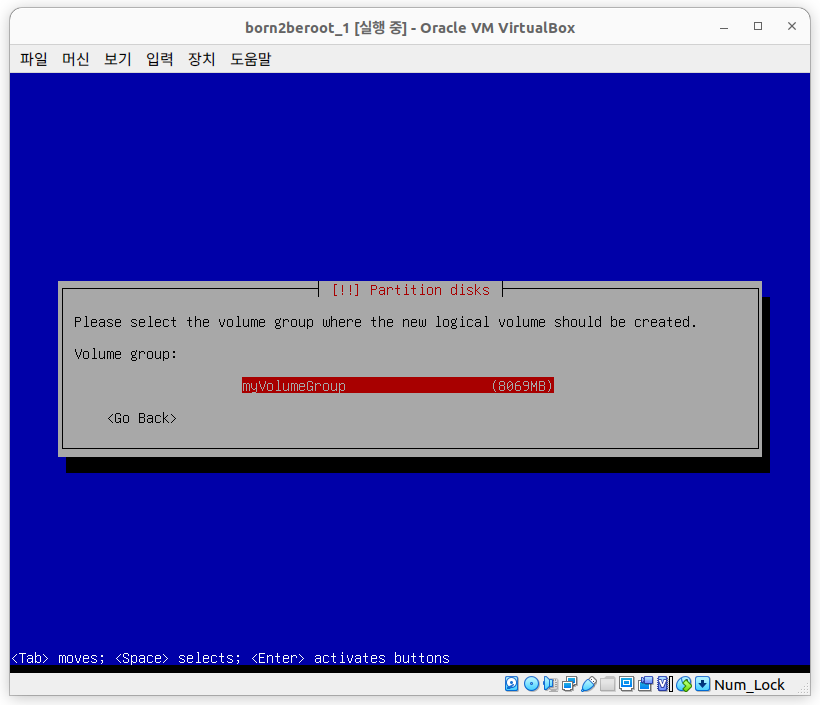 born2beroot_1 [실행 중] - Oracle VM VirtualBox
파일 머신 보기 입력 장치 도움말
[!!] Partition disks
Please select the volume group where the new logical volume should be created.
Volume group:
myVolumeGroup (8069MB)
<Go Back>
<Tab> moves; <Space> selects; <Enter> activates buttons
Num_Lock